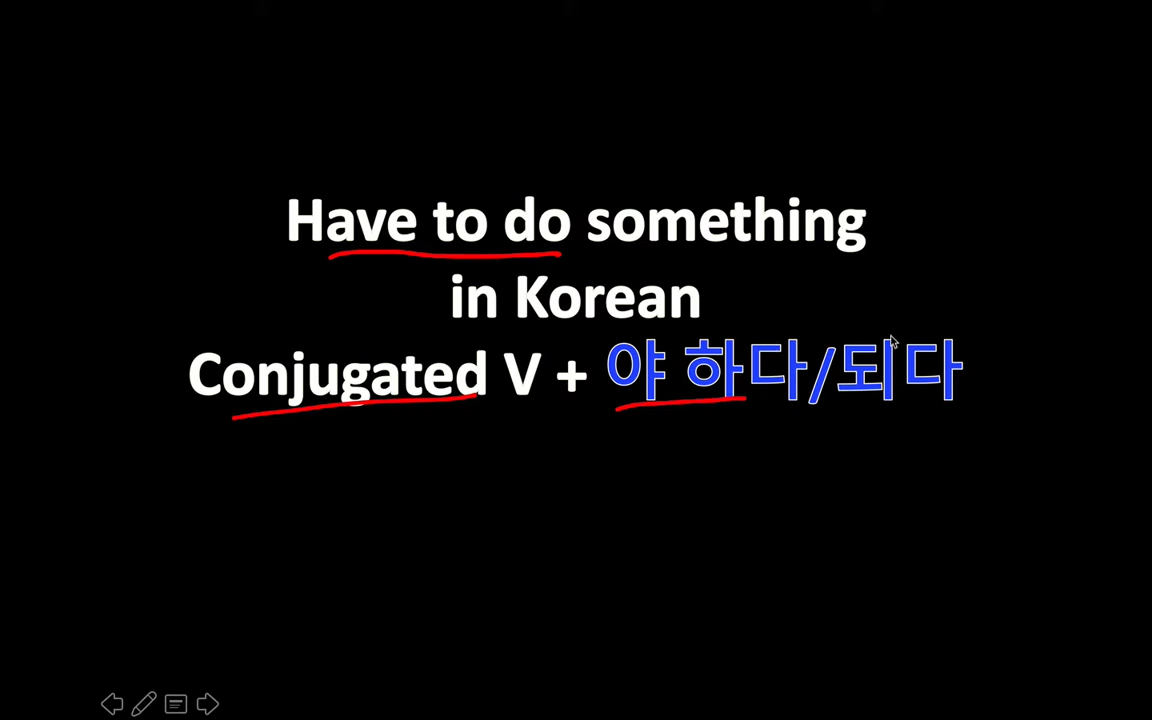 Have to do something
in Korean
Conjugated V + 야 하다/되다